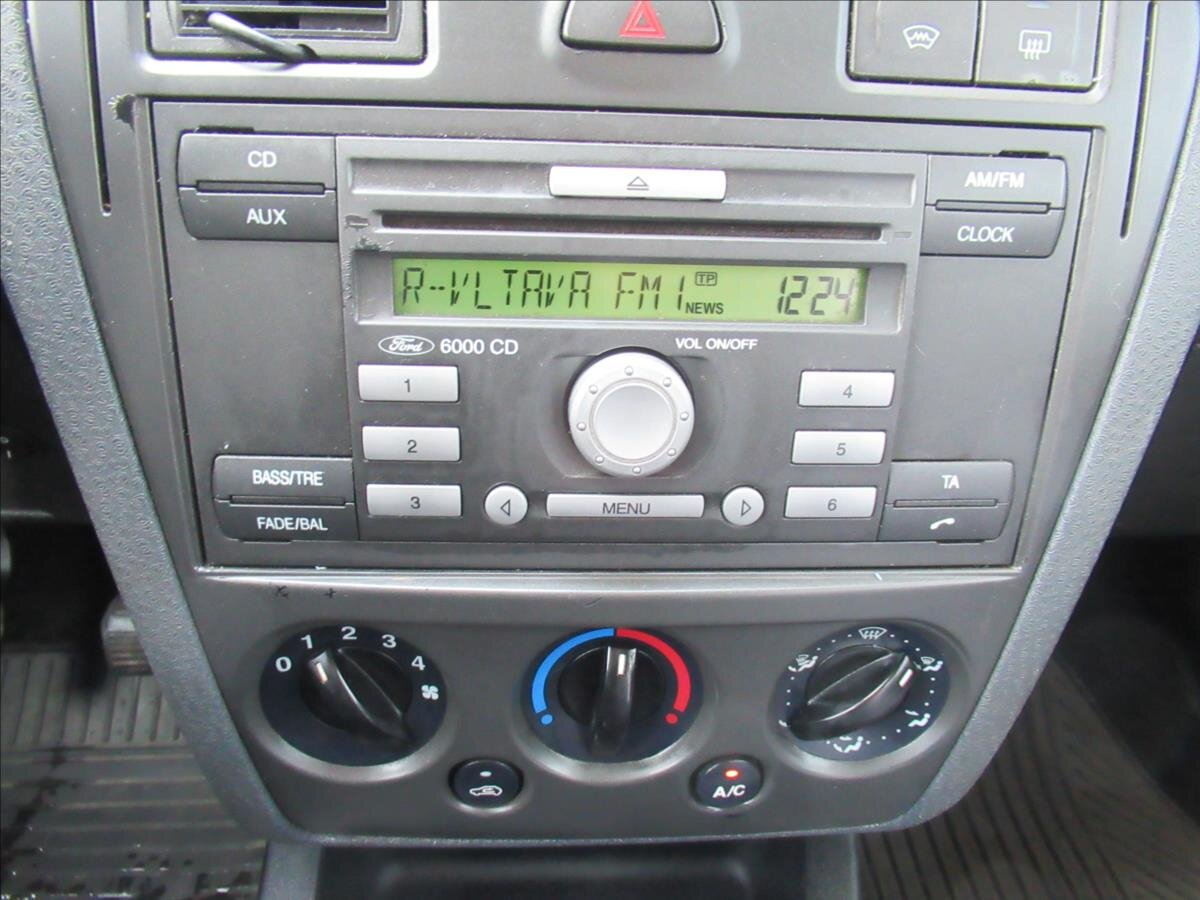 CD
AUX
AM/FM
CLOCK
R-VLTAVA FM1 TP NEWS 1224
Ford 6000 CD
VOL ON/OFF
1
4
2
5
3
MENU
6
BASS/TRE
FADE/BAL
TA
0 1 2 3 4
A/C